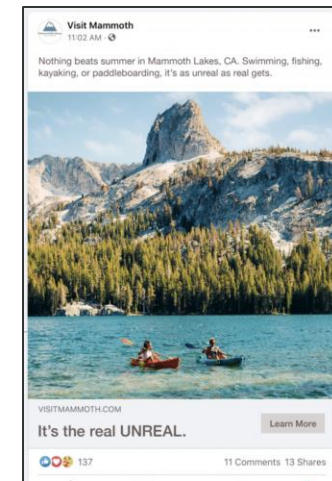 Visit Mammoth
11:02 AM ·
Nothing beats summer in Mammoth Lakes, CA. Swimming, fishing,
kayaking, or paddleboarding, it's as unreal as real gets.
VISITMAMMOTH.COM
It's the real UNREAL.
Learn More
137
11 Comments 13 Shares